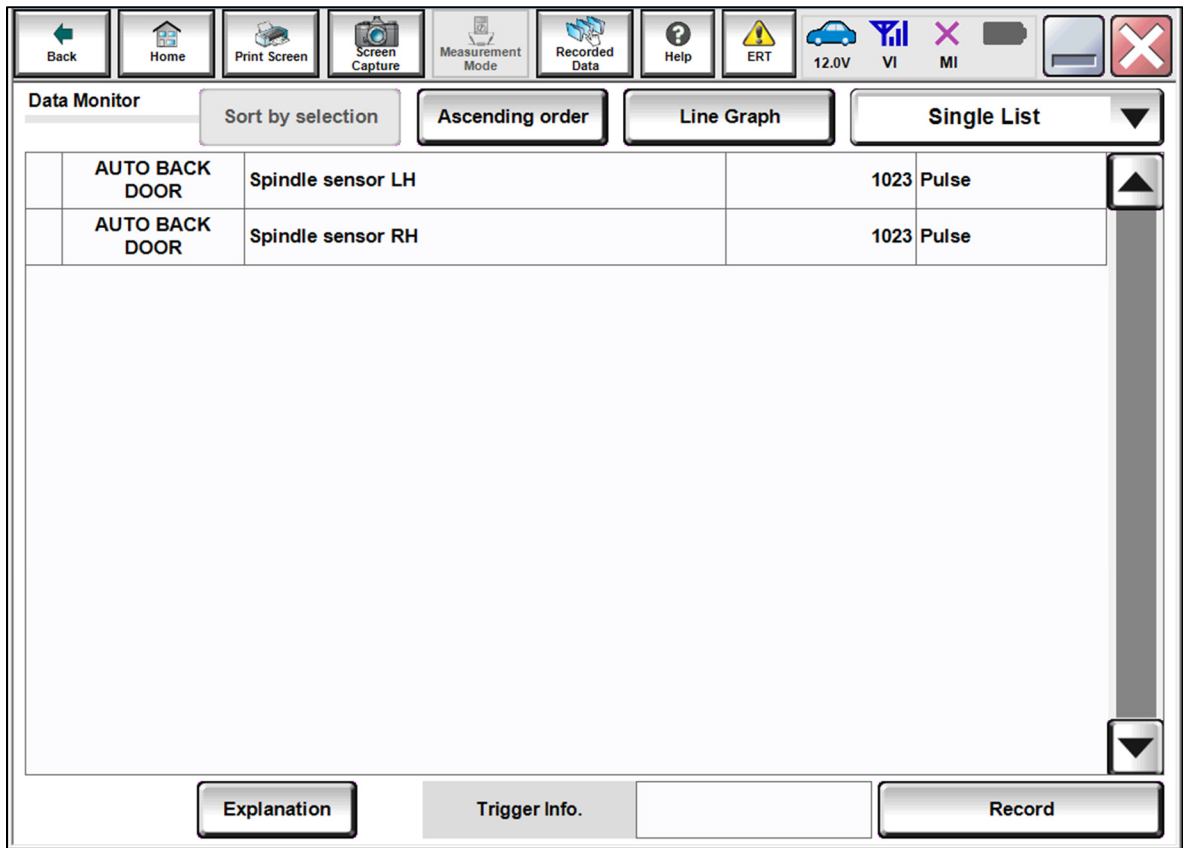 Back
Home
Print Screen
Screen
Capture
Measurement
Mode
Recorded
Data
Help
ERT
12.0V
VI
MI
Data Monitor
Sort by selection
Ascending order
Line Graph
Single List
AUTO BACK
DOOR
Spindle sensor LH
1023
Pulse
AUTO BACK
DOOR
Spindle sensor RH
1023
Pulse
Explanation
Trigger Info.
Record